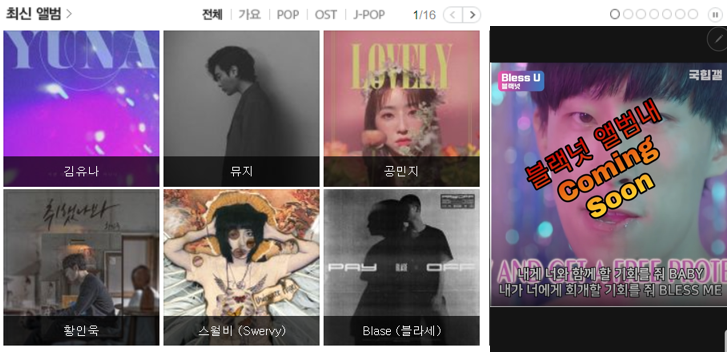 최신 앨범 >
전체 | 가요 | POP | OST | J-POP
1/16
YUNA
김유나
뮤지
LOVELY
공민지
취했나봐
황인욱
스월비 (Swervy)
PAY OFF
Blase (블라세)
Bless U
블랙넛
국힙갤
블랙넛 앨범내
Coming
Soon
AND GET A FREE PROTE
내게 너와 함께 할 기회를 줘 BABY
내가 너에게 회개할 기회를 줘 BLESS ME